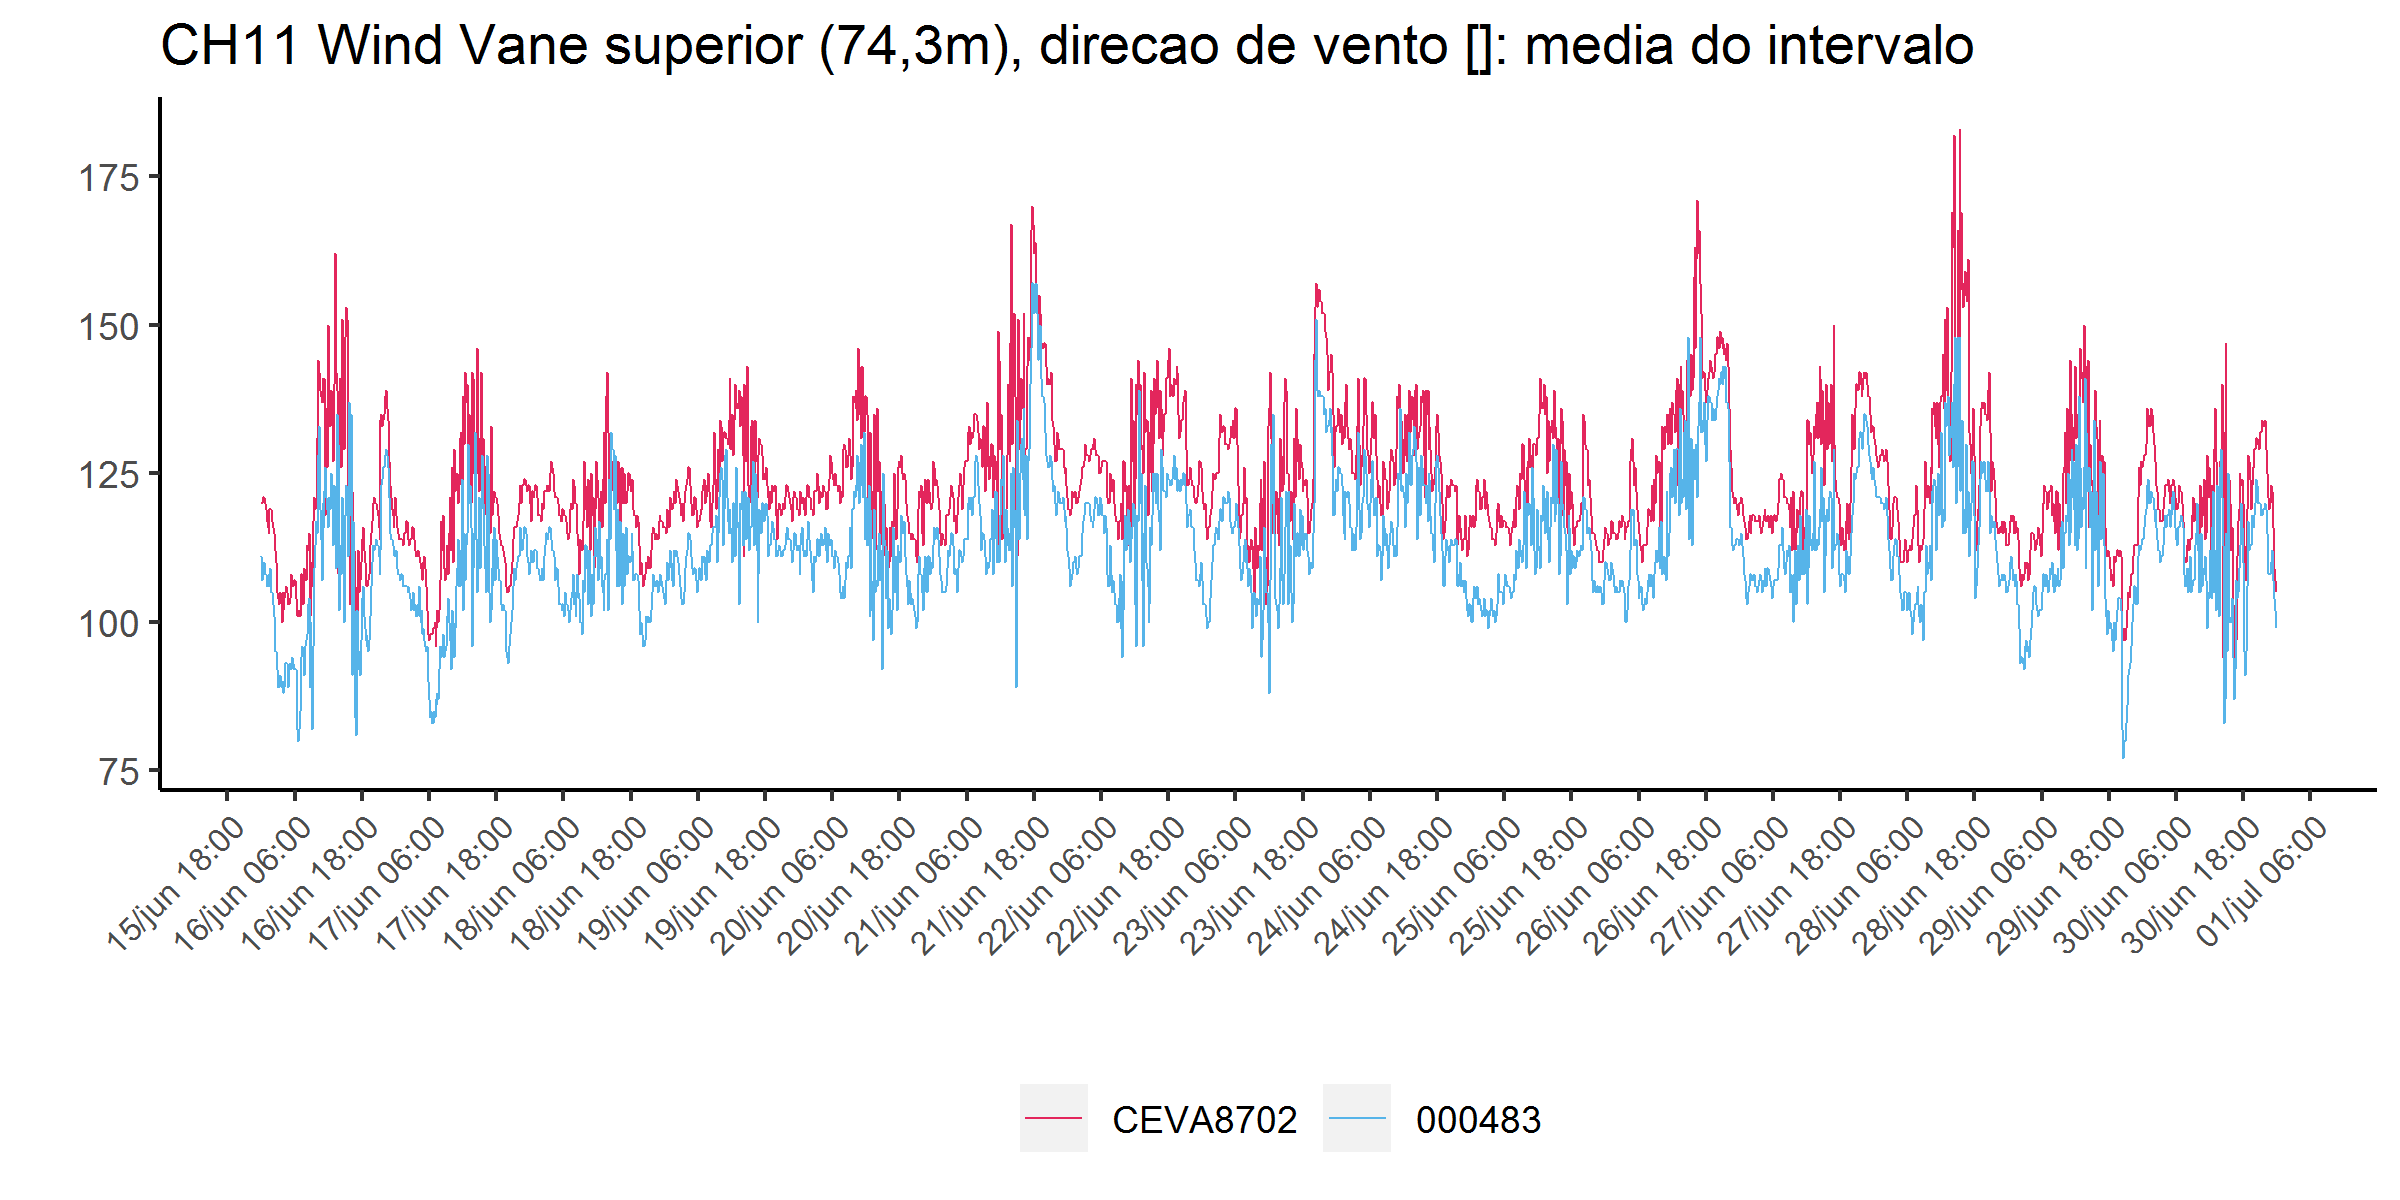 CH11 Wind Vane superior (74,3m), direcao de vento []: media do intervalo
175
150
125
100
75
15/jun 18:00
16/jun 06:00
16/jun 18:00
17/jun 06:00
17/jun 18:00
18/jun 06:00
18/jun 18:00
19/jun 06:00
19/jun 18:00
20/jun 06:00
20/jun 18:00
21/jun 06:00
21/jun 18:00
22/jun 06:00
22/jun 18:00
23/jun 06:00
23/jun 18:00
24/jun 06:00
24/jun 18:00
25/jun 06:00
25/jun 18:00
26/jun 06:00
26/jun 18:00
27/jun 06:00
27/jun 18:00
28/jun 06:00
28/jun 18:00
29/jun 06:00
29/jun 18:00
30/jun 06:00
30/jun 18:00
01/jul 06:00
CEVA8702
000483